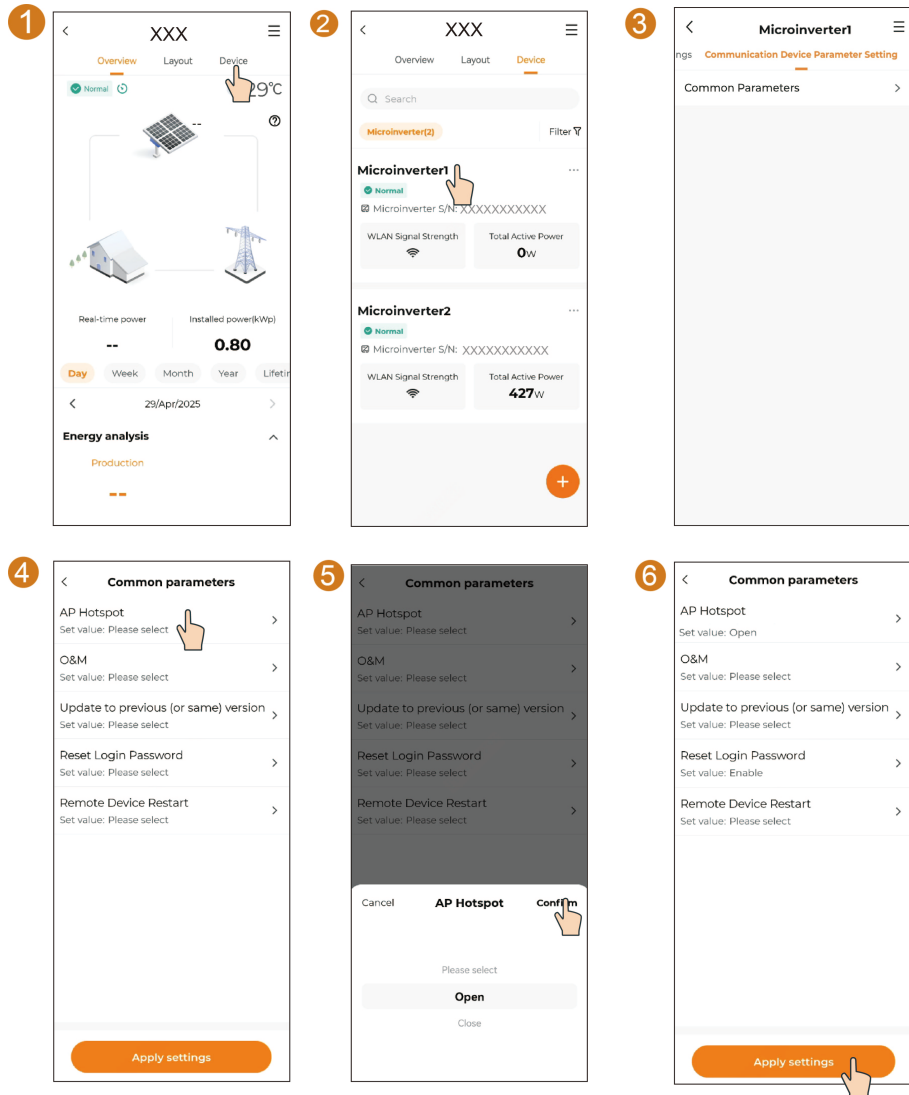 1
XXX
Overview Layout Device
Normal 29°C
--
Real-time power Installed power(kWp)
-- 0.80
Day Week Month Year Lifetir
29/Apr/2025
Energy analysis
Production
--
2
XXX
Overview Layout Device
Search
Microinverter(2) Filter
Microinverter1 ...
Normal
Microinverter S/N: XXXXXXXXXXX
WLAN Signal Strength Total Active Power
0W
Microinverter2 ...
Normal
Microinverter S/N: XXXXXXXXXXX
WLAN Signal Strength Total Active Power
427W
+
3
Microinverter1
ngs Communication Device Parameter Setting
Common Parameters
4
Common parameters
AP Hotspot
Set value: Please select
O&M
Set value: Please select
Update to previous (or same) version
Set value: Please select
Reset Login Password
Set value: Please select
Remote Device Restart
Set value: Please select
Apply settings
5
Common parameters
AP Hotspot
Set value: Please select
O&M
Set value: Please select
Update to previous (or same) version
Set value: Please select
Reset Login Password
Set value: Please select
Remote Device Restart
Set value: Please select
Cancel AP Hotspot Confirm
Please select
Open
Close
6
Common parameters
AP Hotspot
Set value: Open
O&M
Set value: Please select
Update to previous (or same) version
Set value: Please select
Reset Login Password
Set value: Enable
Remote Device Restart
Set value: Please select
Apply settings